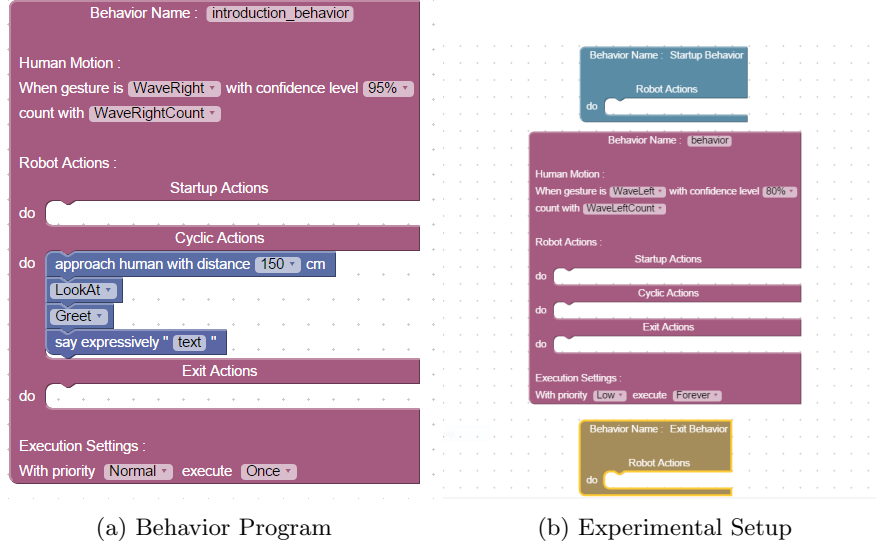 Behavior Name : introduction_behavior
Human Motion :
When gesture is WaveRight with confidence level 95%
count with WaveRightCount
Robot Actions :
Startup Actions
do
Cyclic Actions
do approach human with distance 150 cm
LookAt
Greet
say expressively " text "
Exit Actions
do
Execution Settings :
With priority Normal execute Once
(a) Behavior Program
Behavior Name : Startup Behavior
Robot Actions
do
Behavior Name : behavior
Human Motion :
When gesture is WaveLeft with confidence level 80%
count with WaveLeftCount
Robot Actions :
Startup Actions
do
Cyclic Actions
do
Exit Actions
do
Execution Settings :
With priority Low execute Forever
Behavior Name : Exit Behavior
Robot Actions
do
(b) Experimental Setup